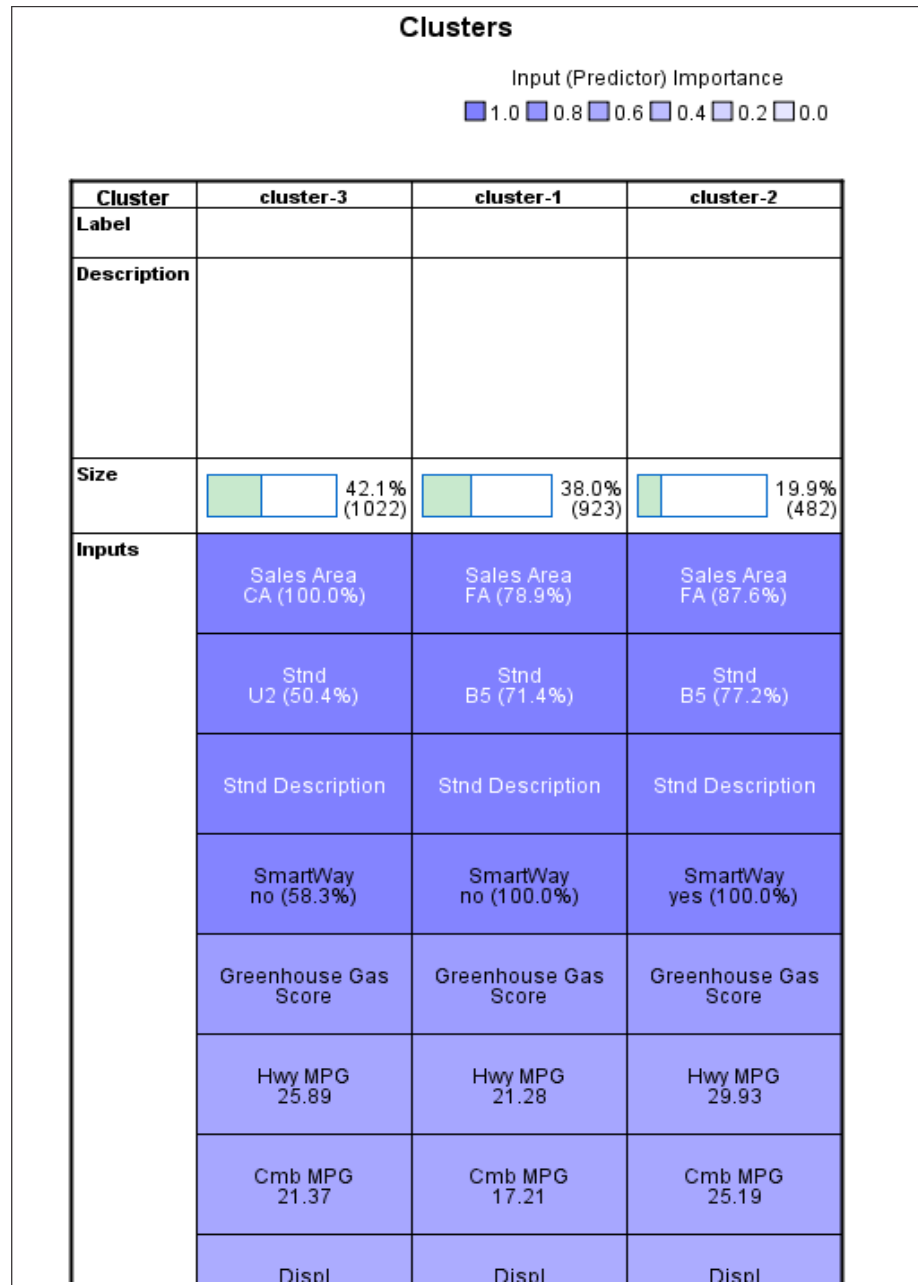 Clusters
Input (Predictor) Importance
1.0 0.8 0.6 0.4 0.2 0.0
Cluster cluster-3 cluster-1 cluster-2
Label
Description
Size
42.1% 38.0% 19.9%
(1022) (923) (482)
Inputs
Sales Area Sales Area Sales Area
CA (100.0%) FA (78.9%) FA (87.6%)
Stnd Stnd Stnd
U2 (50.4%) B5 (71.4%) B5 (77.2%)
Stnd Description Stnd Description Stnd Description
SmartWay SmartWay SmartWay
no (58.3%) no (100.0%) yes (100.0%)
Greenhouse Gas Greenhouse Gas Greenhouse Gas
Score Score Score
Hwy MPG Hwy MPG Hwy MPG
25.89 21.28 29.93
Cmb MPG Cmb MPG Cmb MPG
21.37 17.21 25.19
Displ Displ Displ